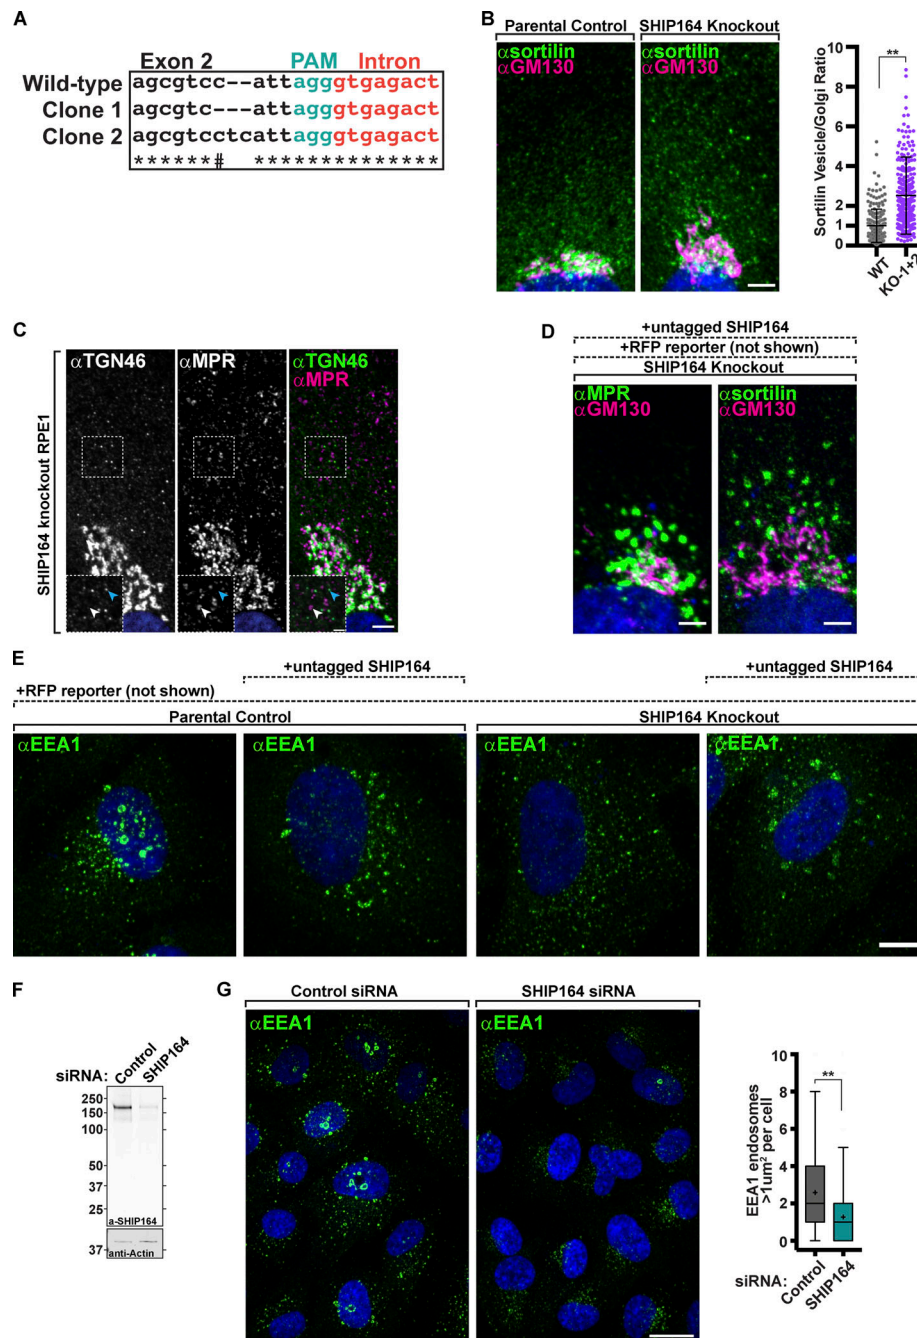 A
Exon 2 PAM Intron
Wild-type agcgtcc---attagggtgagact
Clone 1 agcgtcc---attagggtgagact
Clone 2 agcgtcctcattagggtgagact
******# ****************
B
Parental Control SHIP164 Knockout
αsortilin αsortilin
αGM130 αGM130
Sortilin Vesicle/Golgi Ratio
10
8
6
4
2
1
0
**
WT KO-1+2
C
SHIP164 knockout RPE1
αTGN46 αMPR αTGN46
αMPR
D
+untagged SHIP164
+RFP reporter (not shown)
SHIP164 Knockout
αMPR αsortilin
αGM130 αGM130
E
+untagged SHIP164 +untagged SHIP164
+RFP reporter (not shown)
Parental Control SHIP164 Knockout
αEEA1 αEEA1 αEEA1 αEEA1
F
siRNA: Control SHIP164
250
150
100
50
37
25
a-SHIP164
37
anti-Actin
G
Control siRNA SHIP164 siRNA
αEEA1 αEEA1
EEA1 endosomes
>1um² per cell
10
8
6
4
2
0
**
siRNA: Control SHIP164